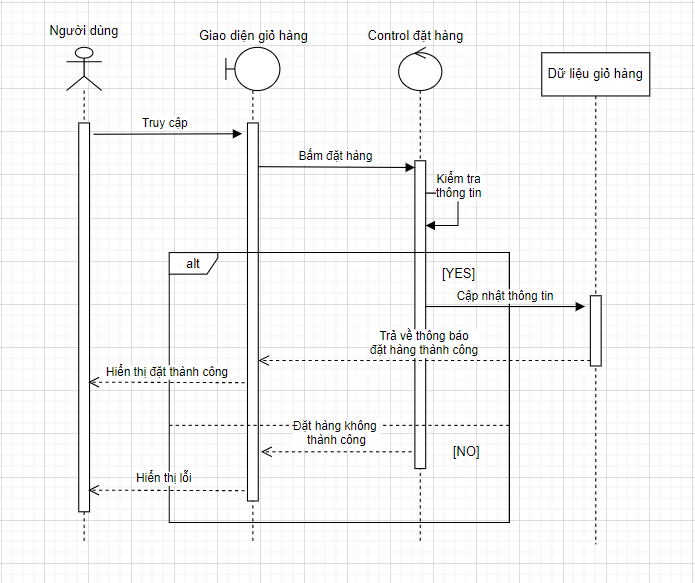 Người dùng
Giao diện giỏ hàng
Control đặt hàng
Dữ liệu giỏ hàng
Truy cập
Bấm đặt hàng
Kiểm tra
thông tin
alt
[YES]
Cập nhật thông tin
Trả về thông báo
đặt hàng thành công
Hiển thị đặt thành công
Đặt hàng không
thành công
[NO]
Hiển thị lỗi